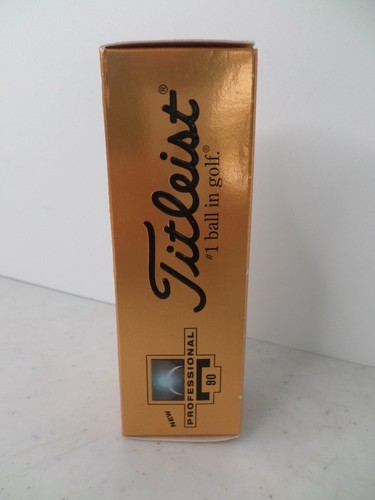 Titleist®
#1 ball in golf.®
NEW
PROFESSIONAL
90